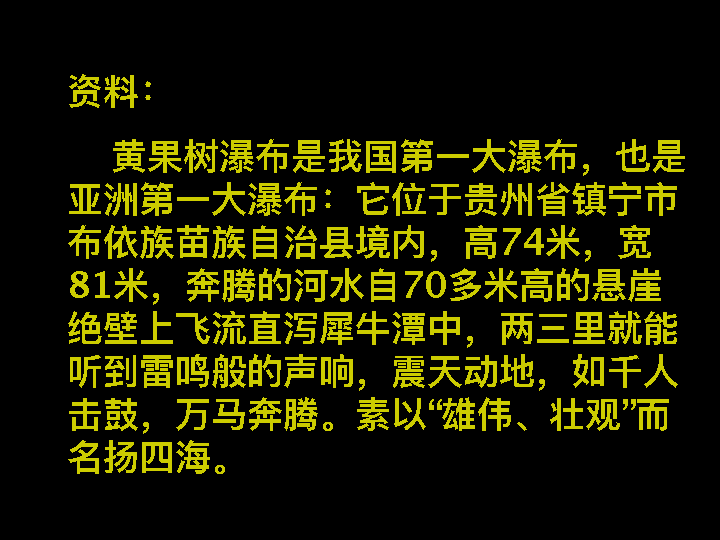 资料：
黄果树瀑布是我国第一大瀑布，也是
亚洲第一大瀑布：它位于贵州省镇宁市
布依族苗族自治县境内，高74米，宽
81米，奔腾的河水自70多米高的悬崖
绝壁上飞流直泻犀牛潭中，两三里就能
听到雷鸣般的声响，震天动地，如千人
击鼓，万马奔腾。素以“雄伟、壮观”而
名扬四海。